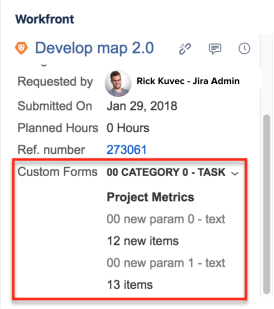 Workfront
Develop map 2.0
Requested by Rick Kuvec - Jira Admin
Submitted On Jan 29, 2018
Planned Hours 0 Hours
Ref. number 273061
Custom Forms 00 CATEGORY 0 - TASK
Project Metrics
00 new param 0 - text
12 new items
00 new param 1 - text
13 items